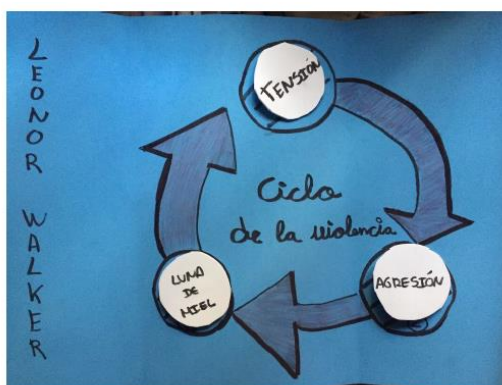 LEONOR WALKER
TENSIÓN
Ciclo
de la violencia
AGRESIÓN
LUNA
DE
MIEL